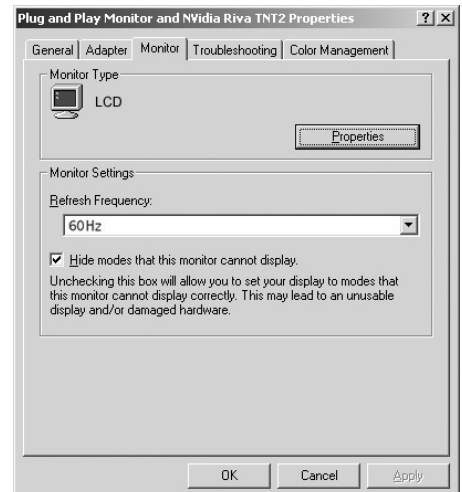 Plug and Play Monitor and NVidia Riva TNT2 Properties
General Adapter Monitor Troubleshooting Color Management
Monitor Type
LCD
Properties
Monitor Settings
Refresh Frequency:
60Hz
Hide modes that this monitor cannot display.
Unchecking this box will allow you to set your display to modes that
this monitor cannot display correctly. This may lead to an unusable
display and/or damaged hardware.
OK Cancel Apply